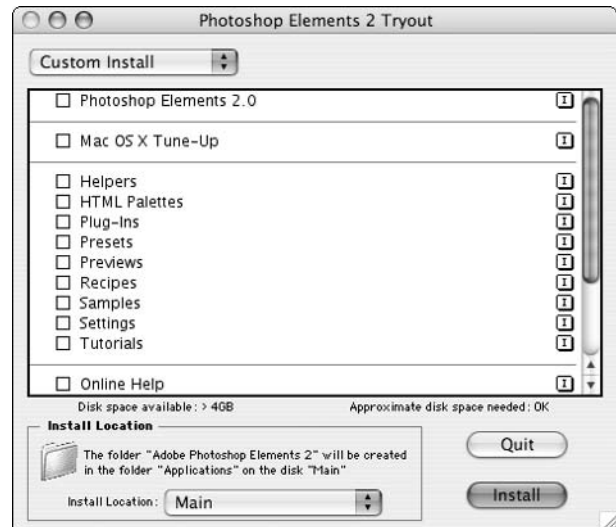 Photoshop Elements 2 Tryout
Custom Install
Photoshop Elements 2.0 I
Mac OS X Tune-Up I
Helpers I
HTML Palettes I
Plug-Ins I
Presets I
Previews I
Recipes I
Samples I
Settings I
Tutorials I
Online Help I
Disk space available: > 4GB Approximate disk space needed: 0K
Install Location
The folder "Adobe Photoshop Elements 2" will be created
in the folder "Applications" on the disk "Main"
Install Location: Main
Quit
Install